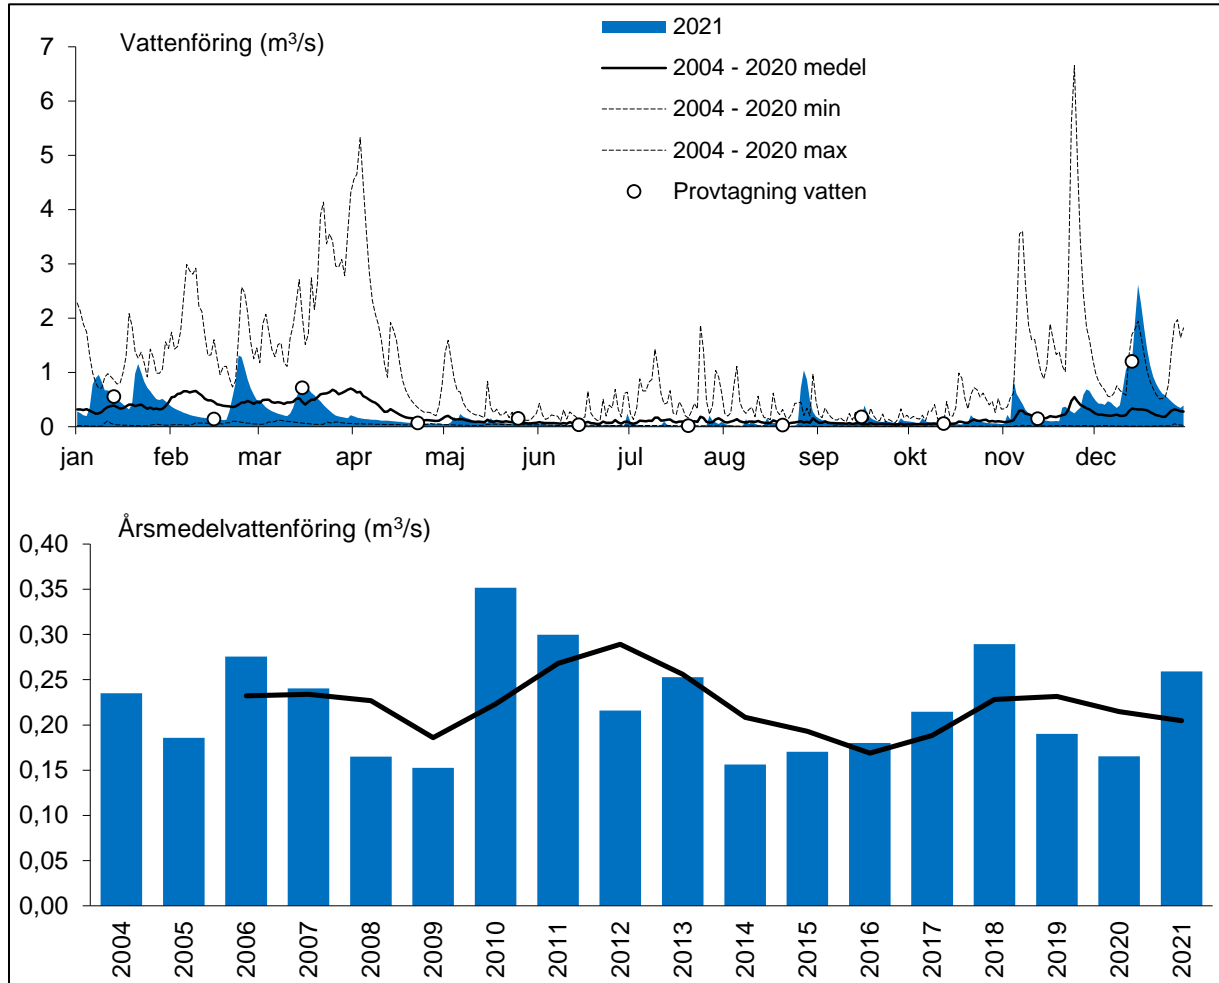 Vattenföring (m³/s)
2021
2004 - 2020 medel
2004 - 2020 min
2004 - 2020 max
Provtagning vatten
7
6
5
4
3
2
1
0
jan feb mar apr maj jun jul aug sep okt nov dec
Årsmedelvattenföring (m³/s)
0,40
0,35
0,30
0,25
0,20
0,15
0,10
0,05
0,00
2004 2005 2006 2007 2008 2009 2010 2011 2012 2013 2014 2015 2016 2017 2018 2019 2020 2021